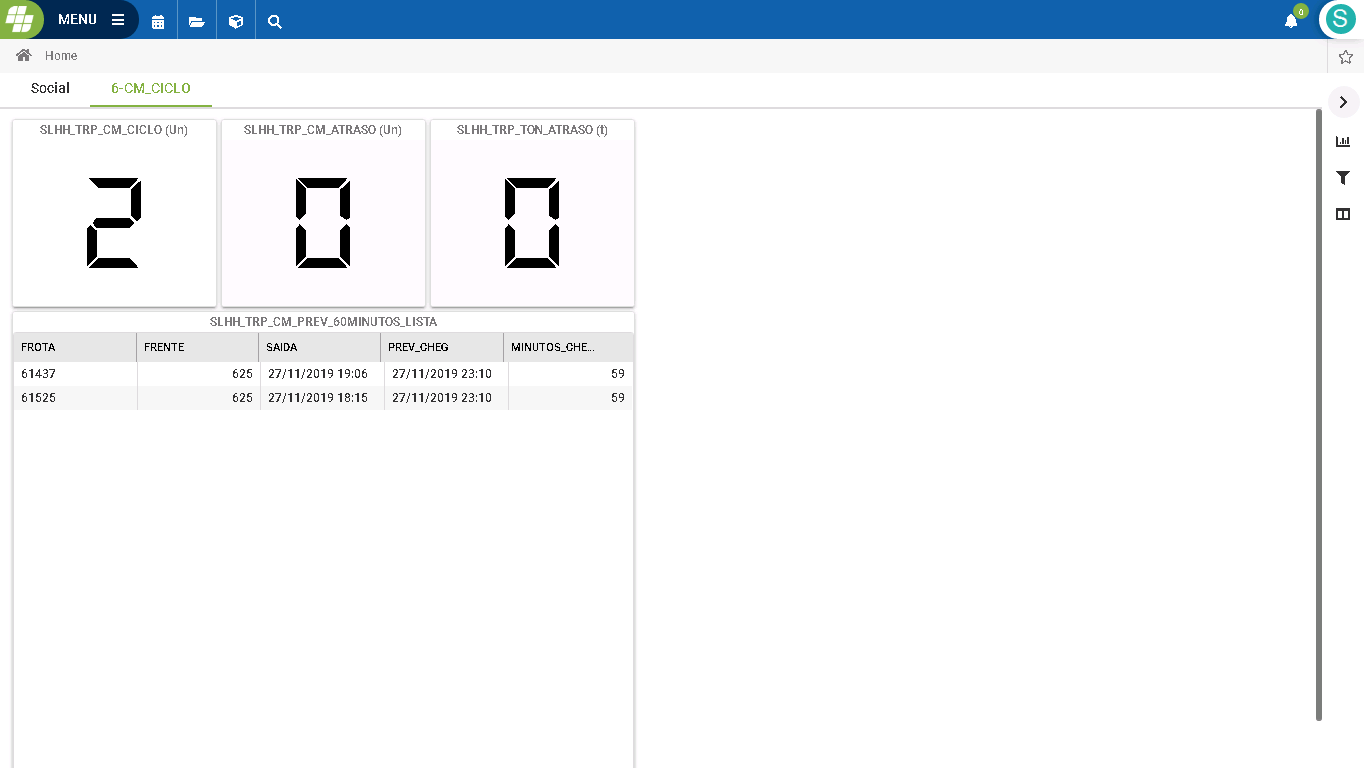 MENU
0
S
Home
Social 6-CM_CICLO
SLHH_TRP_CM_CICLO (Un) SLHH_TRP_CM_ATRASO (Un) SLHH_TRP_TON_ATRASO (t)
2 0 0
SLHH_TRP_CM_PREV_60MINUTOS_LISTA
FROTA FRENTE SAIDA PREV_CHEG MINUTOS_CHE...
61437 625 27/11/2019 19:06 27/11/2019 23:10 59
61525 625 27/11/2019 18:15 27/11/2019 23:10 59